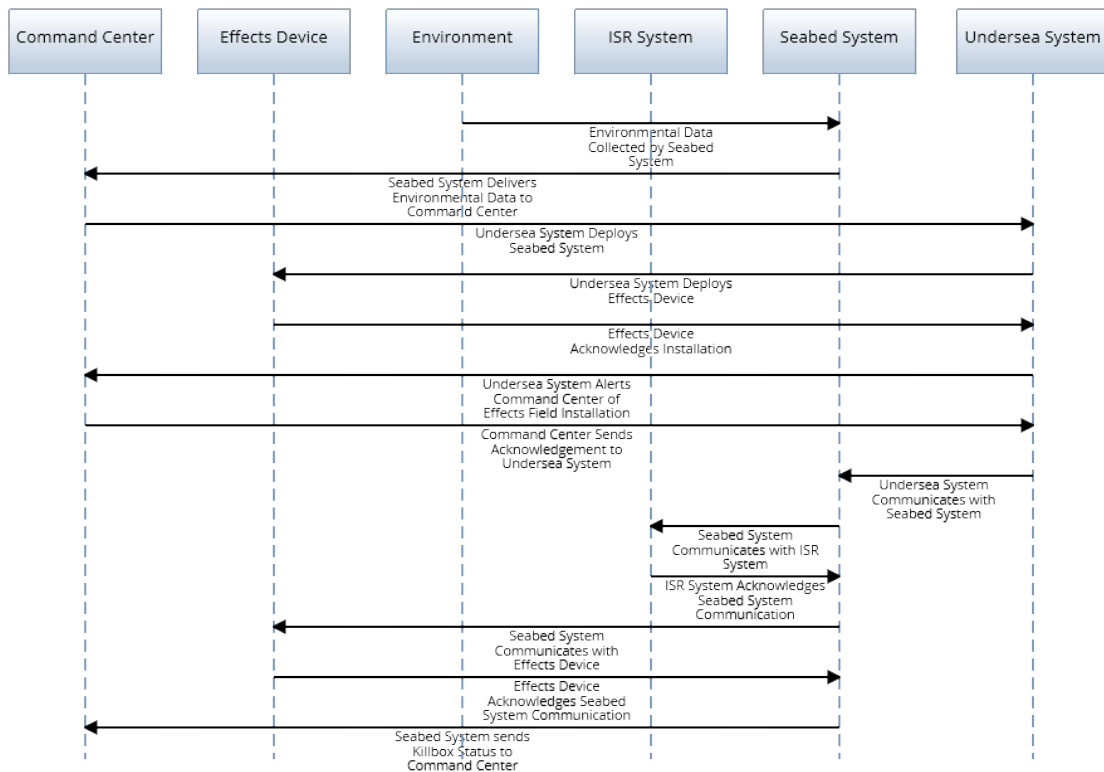 Command Center
Effects Device
Environment
ISR System
Seabed System
Undersea System
Environmental Data
Collected by Seabed
System
Seabed System Delivers
Environmental Data to
Command Center
Undersea System Deploys
Seabed System
Undersea System Deploys
Effects Device
Effects Device
Acknowledges Installation
Undersea System Alerts
Command Center of
Effects Field Installation
Command Center Sends
Acknowledgement to
Undersea System
Undersea System
Communicates with
Seabed System
Seabed System
Communicates with ISR
System
ISR System Acknowledges
Seabed System
Communication
Seabed System
Communicates with
Effects Device
Effects Device
Acknowledges Seabed
System Communication
Seabed System sends
Killbox Status to
Command Center